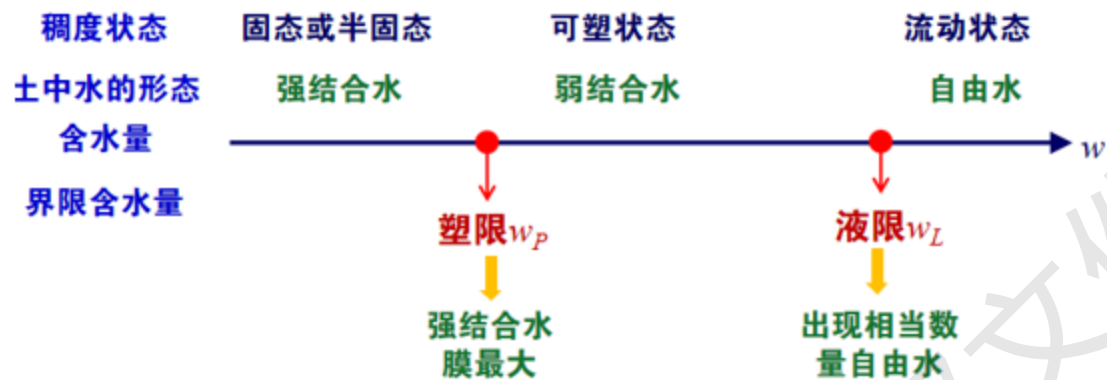 稠度状态 固态或半固态 可塑状态 流动状态
土中水的形态 强结合水 弱结合水 自由水
含水量 w
界限含水量
塑限w_P 液限w_L
强结合水 出现相当数
膜最大 量自由水